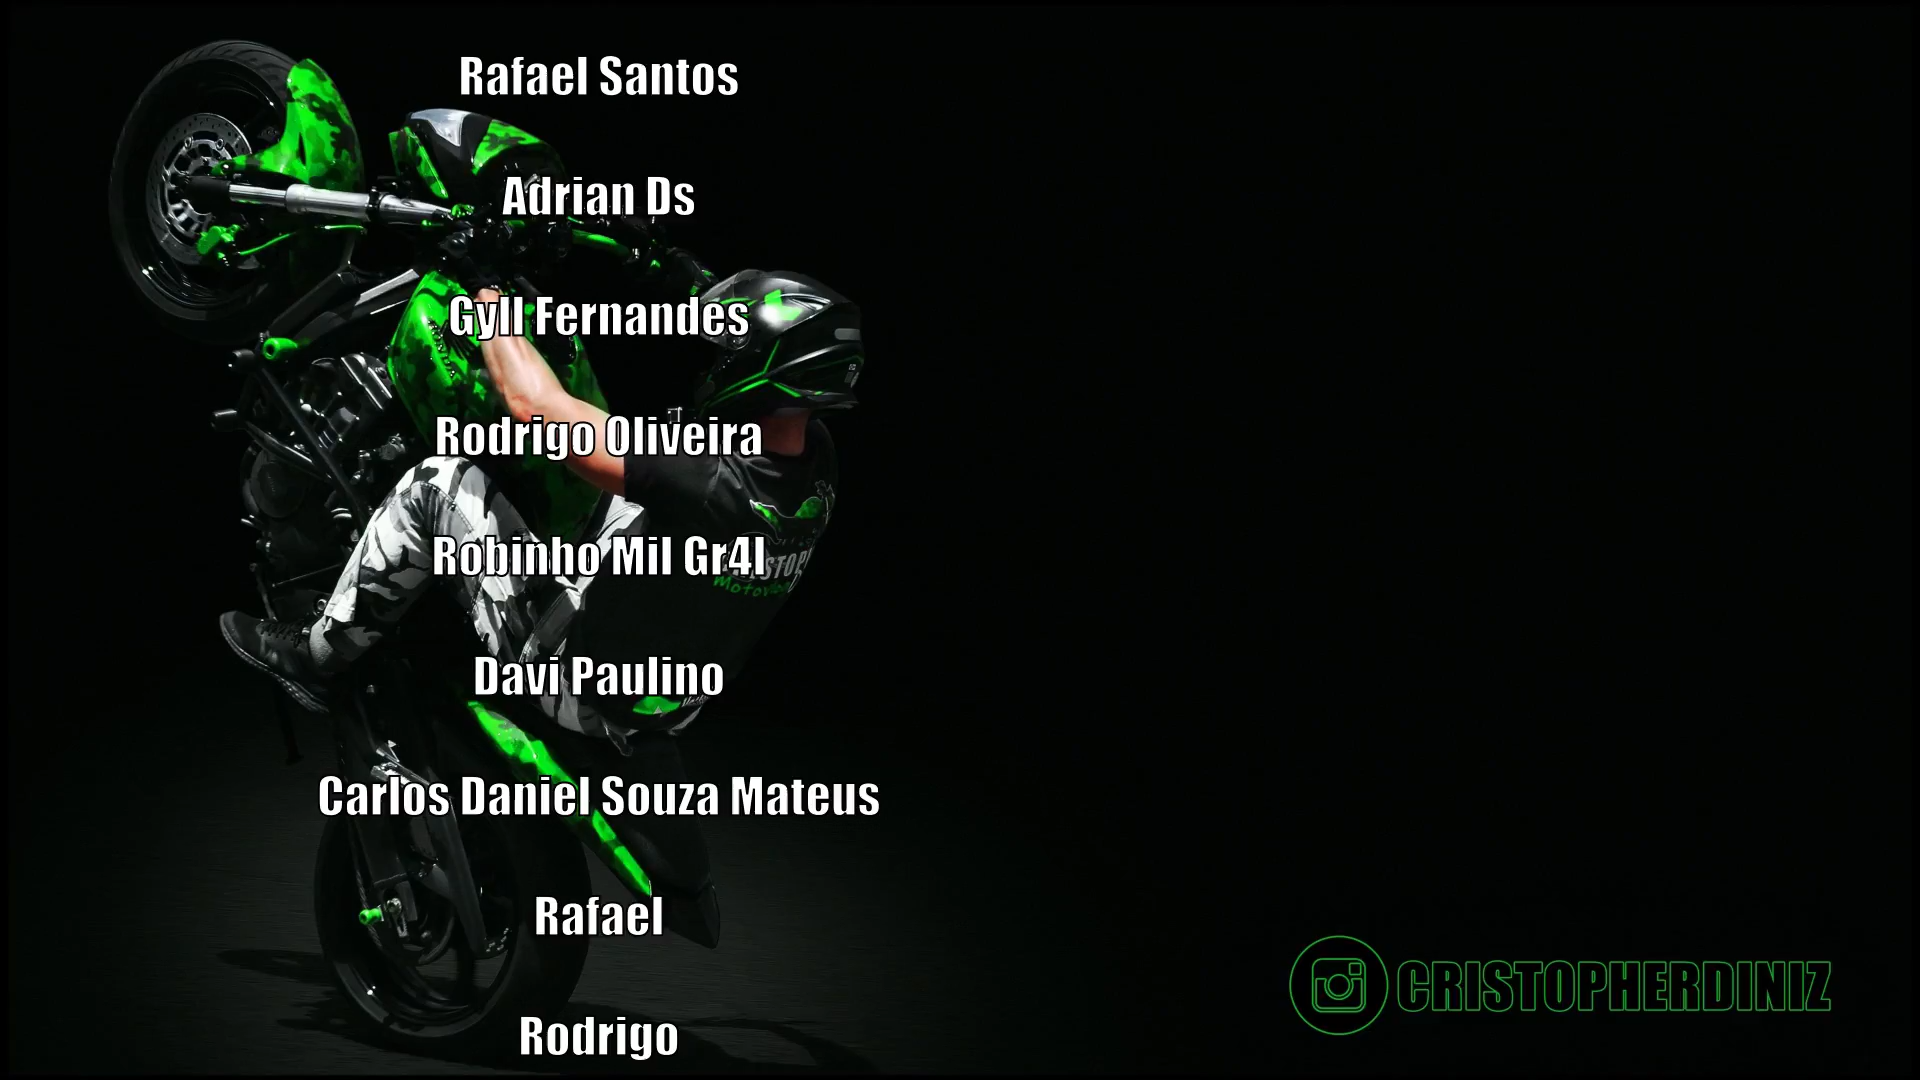 Rafael Santos
Adrian Ds
Gyll Fernandes
Rodrigo Oliveira
Robinho Mil Gr4l
Davi Paulino
Carlos Daniel Souza Mateus
Rafael
Rodrigo
CRISTOPHERDINIZ